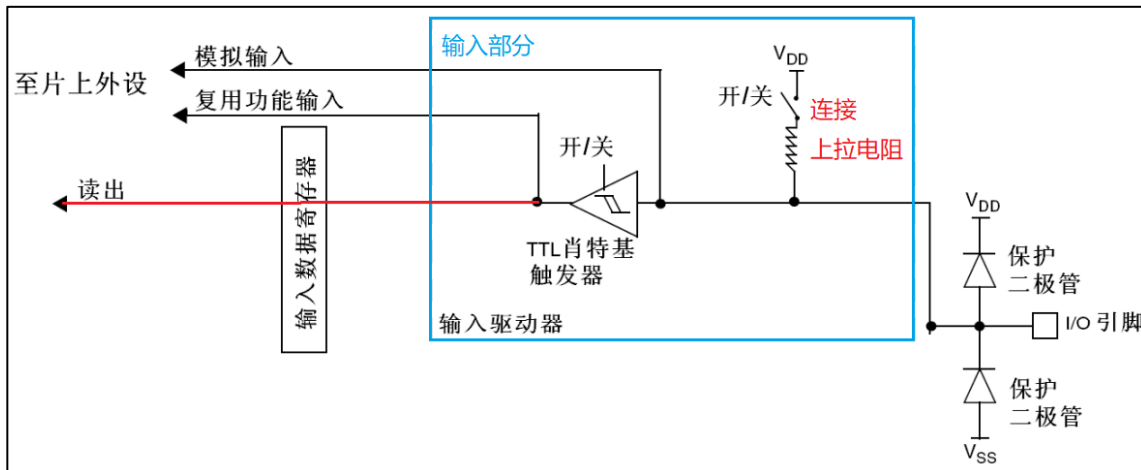 输入部分
模拟输入
至片上外设
复用功能输入
V_DD
开/关
连接
上拉电阻
开/关
读出
输入数据寄存器
TTL肖特基
触发器
输入驱动器
V_DD
保护
二极管
I/O 引脚
保护
二极管
V_SS